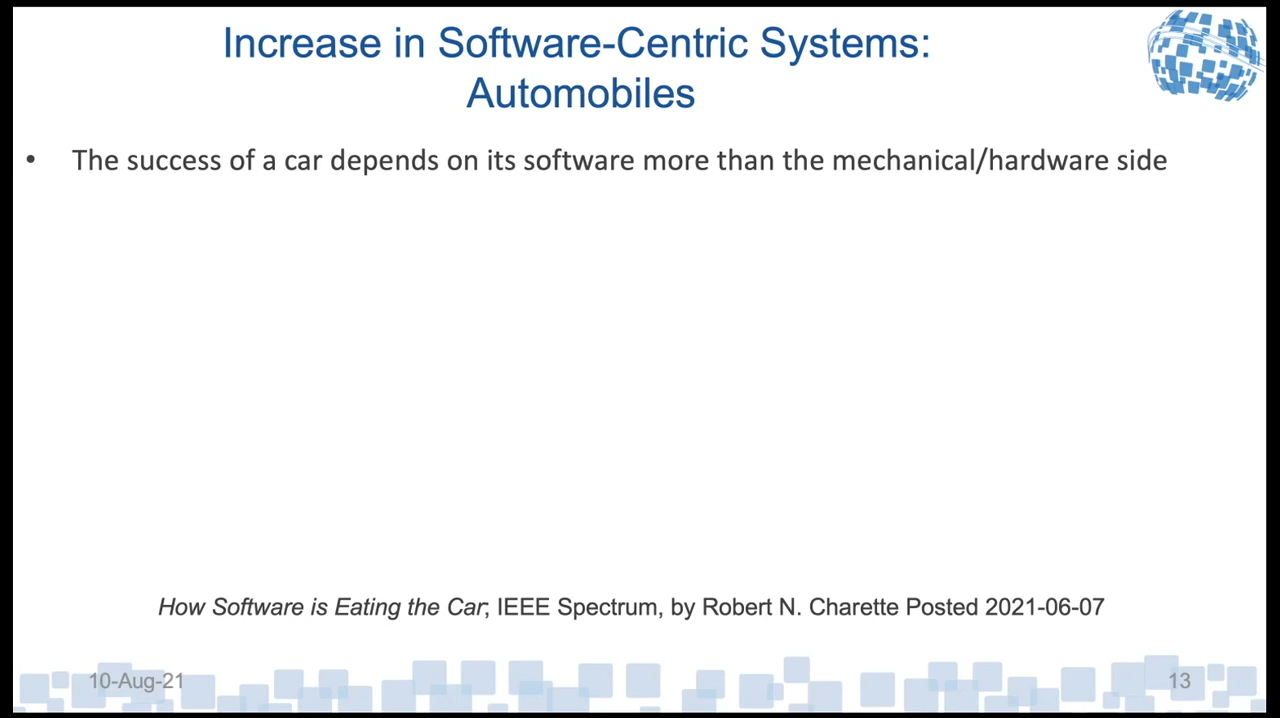 Increase in Software-Centric Systems:
Automobiles
• The success of a car depends on its software more than the mechanical/hardware side
How Software is Eating the Car; IEEE Spectrum, by Robert N. Charette Posted 2021-06-07
10-Aug-21
13